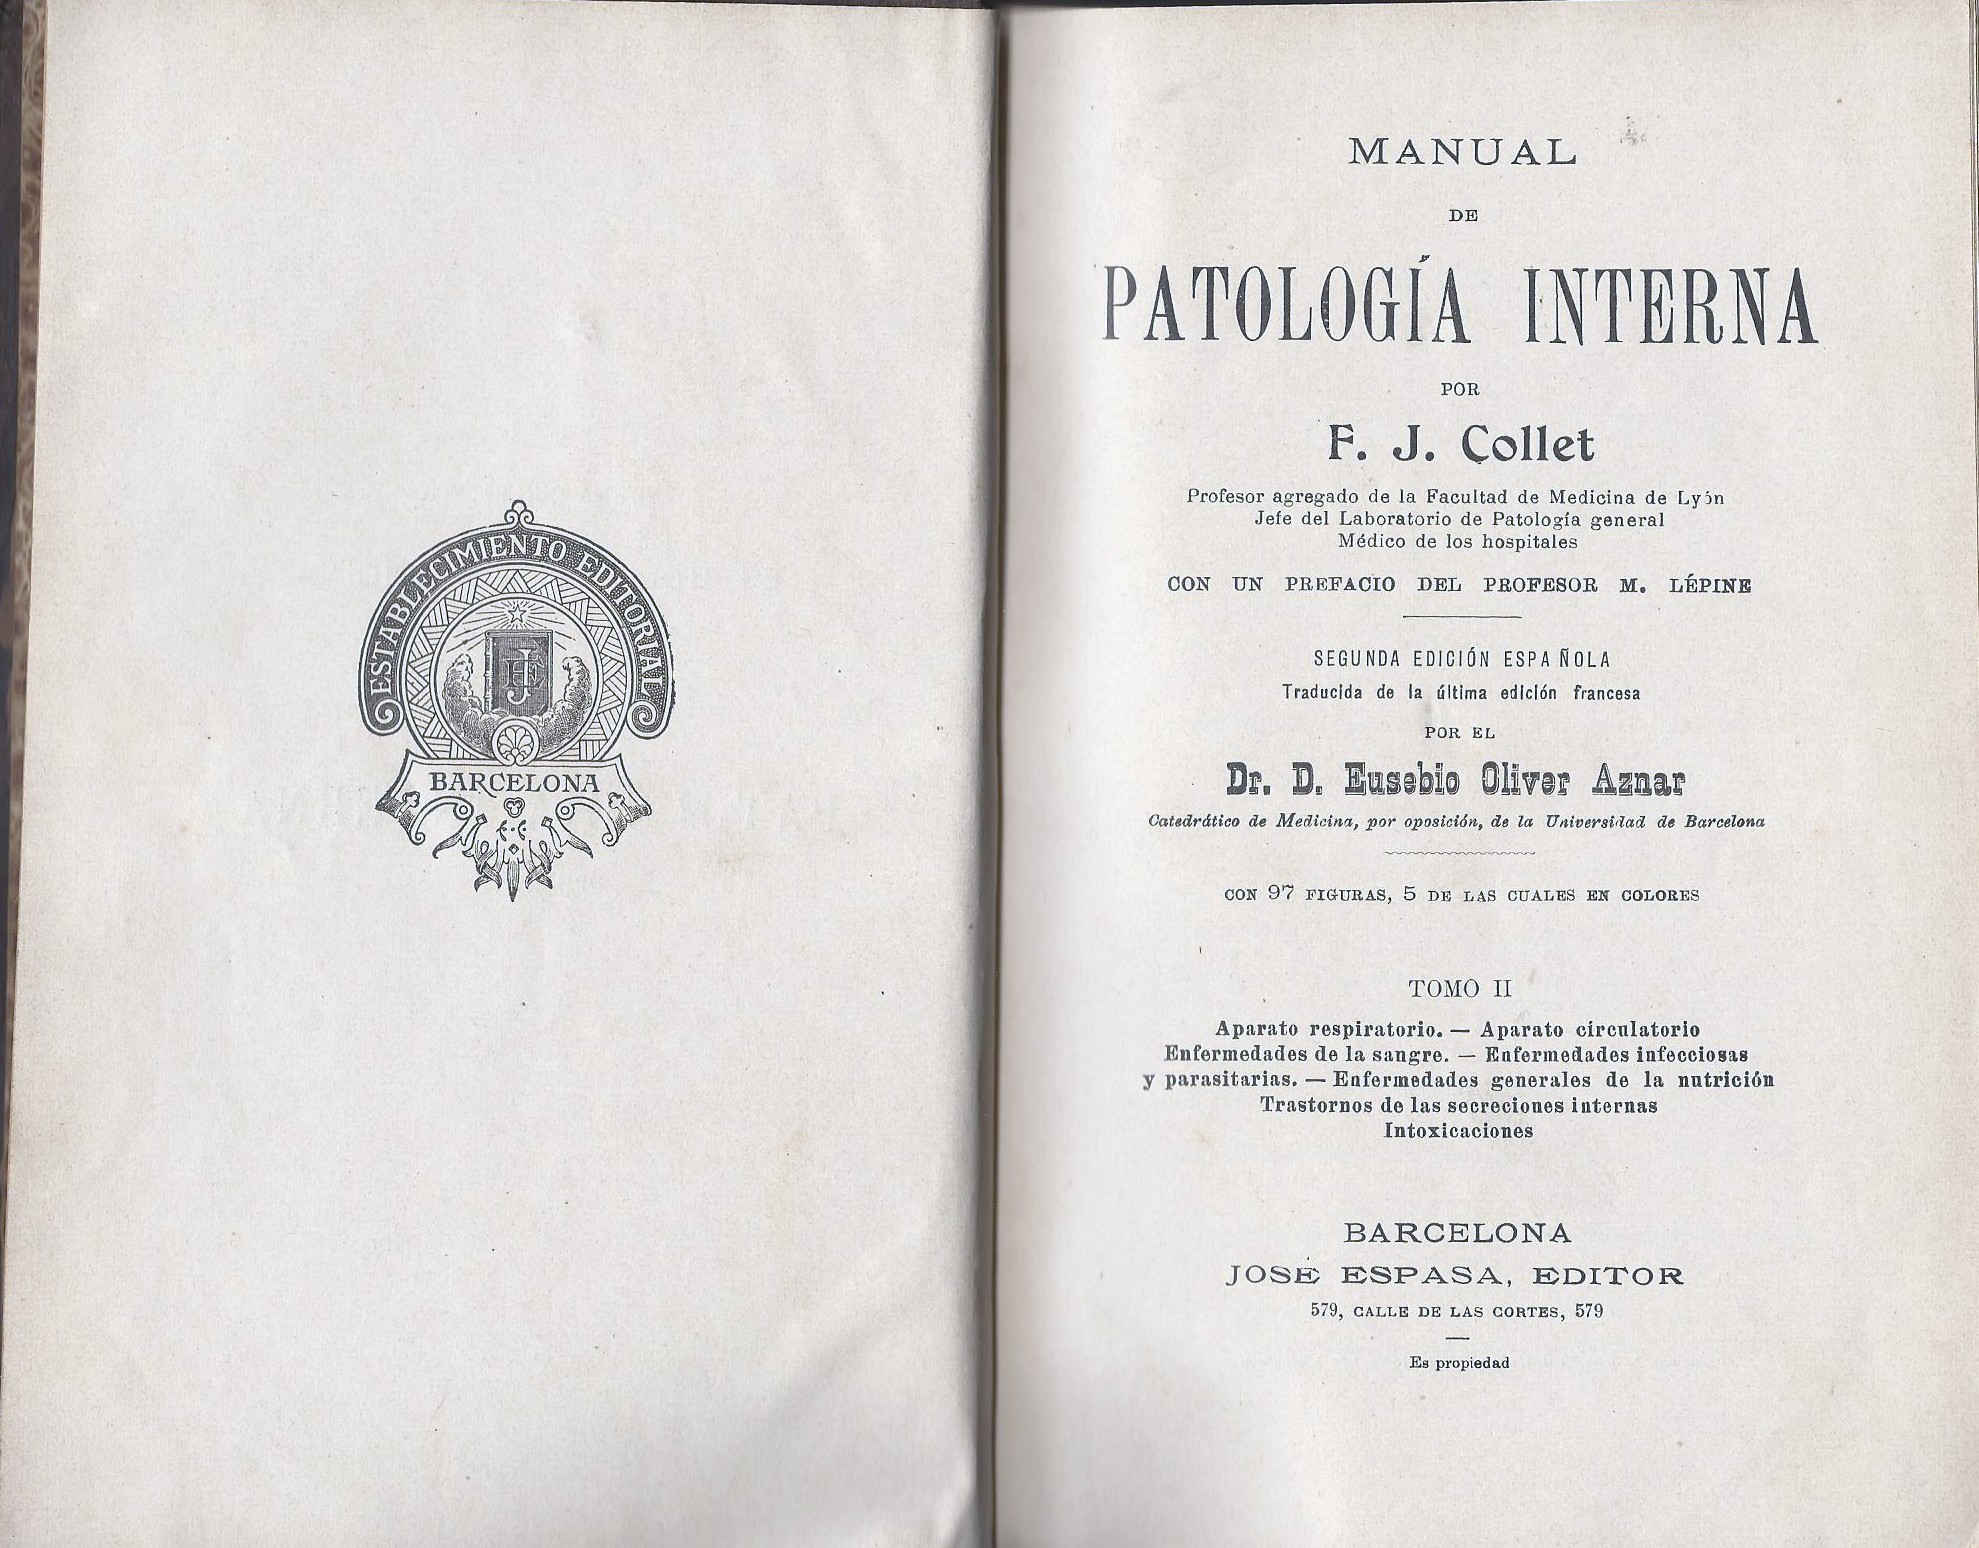 ESTABLECIMIENTO EDITORIAL
BARCELONA
MANUAL
DE
PATOLOGÍA INTERNA
POR
F. J. Collet
Profesor agregado de la Facultad de Medicina de Lyón
Jefe del Laboratorio de Patología general
Médico de los hospitales
CON UN PREFACIO DEL PROFESOR M. LÉPINE
SEGUNDA EDICIÓN ESPAÑOLA
Traducida de la última edición francesa
POR EL
Dr. D. Eusebio Oliver Aznar
Catedrático de Medicina, por oposición, de la Universidad de Barcelona
CON 97 FIGURAS, 5 DE LAS CUALES EN COLORES
TOMO II
Aparato respiratorio. — Aparato circulatorio
Enfermedades de la sangre. — Enfermedades infecciosas
y parasitarias. — Enfermedades generales de la nutrición
Trastornos de las secreciones internas
Intoxicaciones
BARCELONA
JOSÉ ESPASA, EDITOR
579, CALLE DE LAS CORTES, 579
Es propiedad